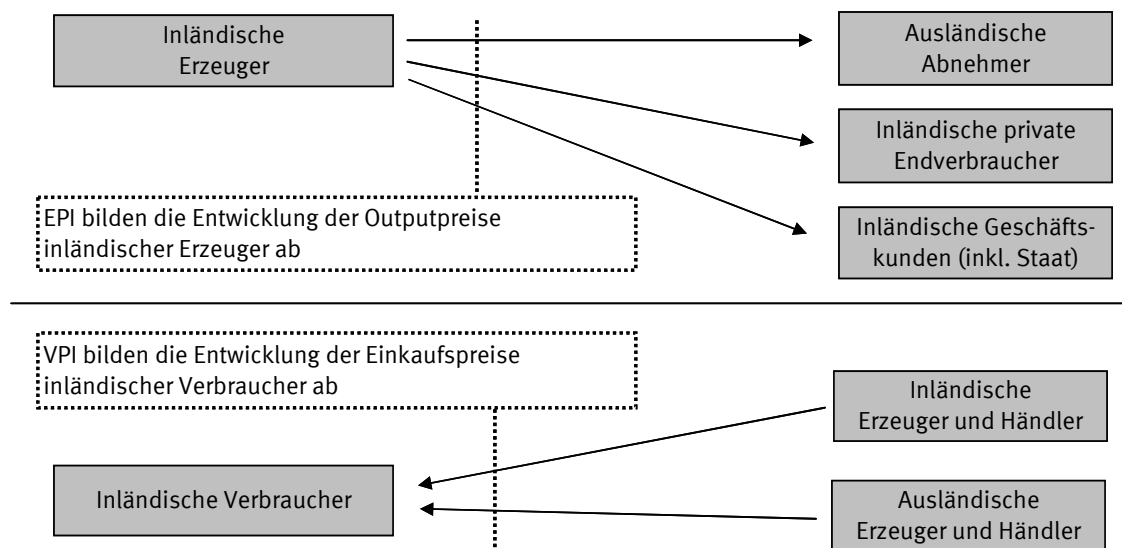 Inländische
Erzeuger
Ausländische
Abnehmer
Inländische private
Endverbraucher
EPI bilden die Entwicklung der Outputpreise
inländischer Erzeuger ab
Inländische Geschäfts-
kunden (inkl. Staat)
VPI bilden die Entwicklung der Einkaufspreise
inländischer Verbraucher ab
Inländische
Erzeuger und Händler
Inländische Verbraucher
Ausländische
Erzeuger und Händler